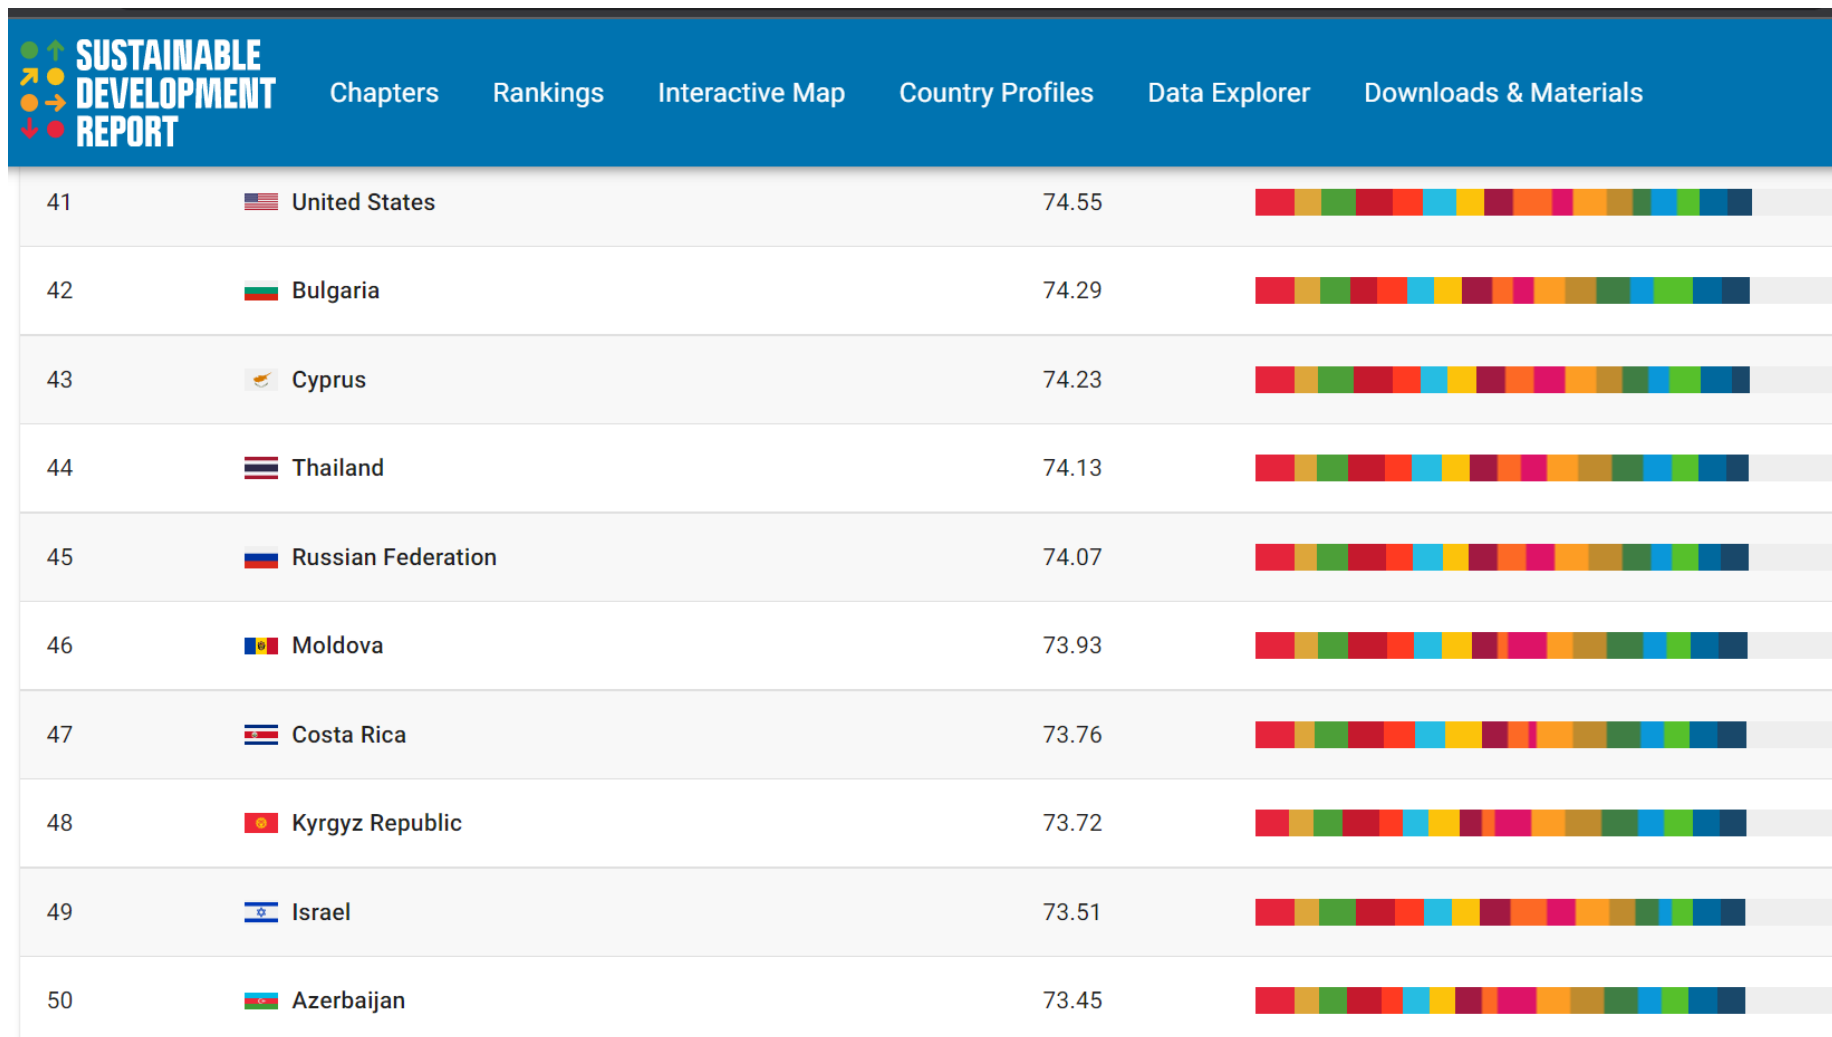 SUSTAINABLE
DEVELOPMENT
REPORT
Chapters Rankings Interactive Map Country Profiles Data Explorer Downloads & Materials
41 United States 74.55
42 Bulgaria 74.29
43 Cyprus 74.23
44 Thailand 74.13
45 Russian Federation 74.07
46 Moldova 73.93
47 Costa Rica 73.76
48 Kyrgyz Republic 73.72
49 Israel 73.51
50 Azerbaijan 73.45